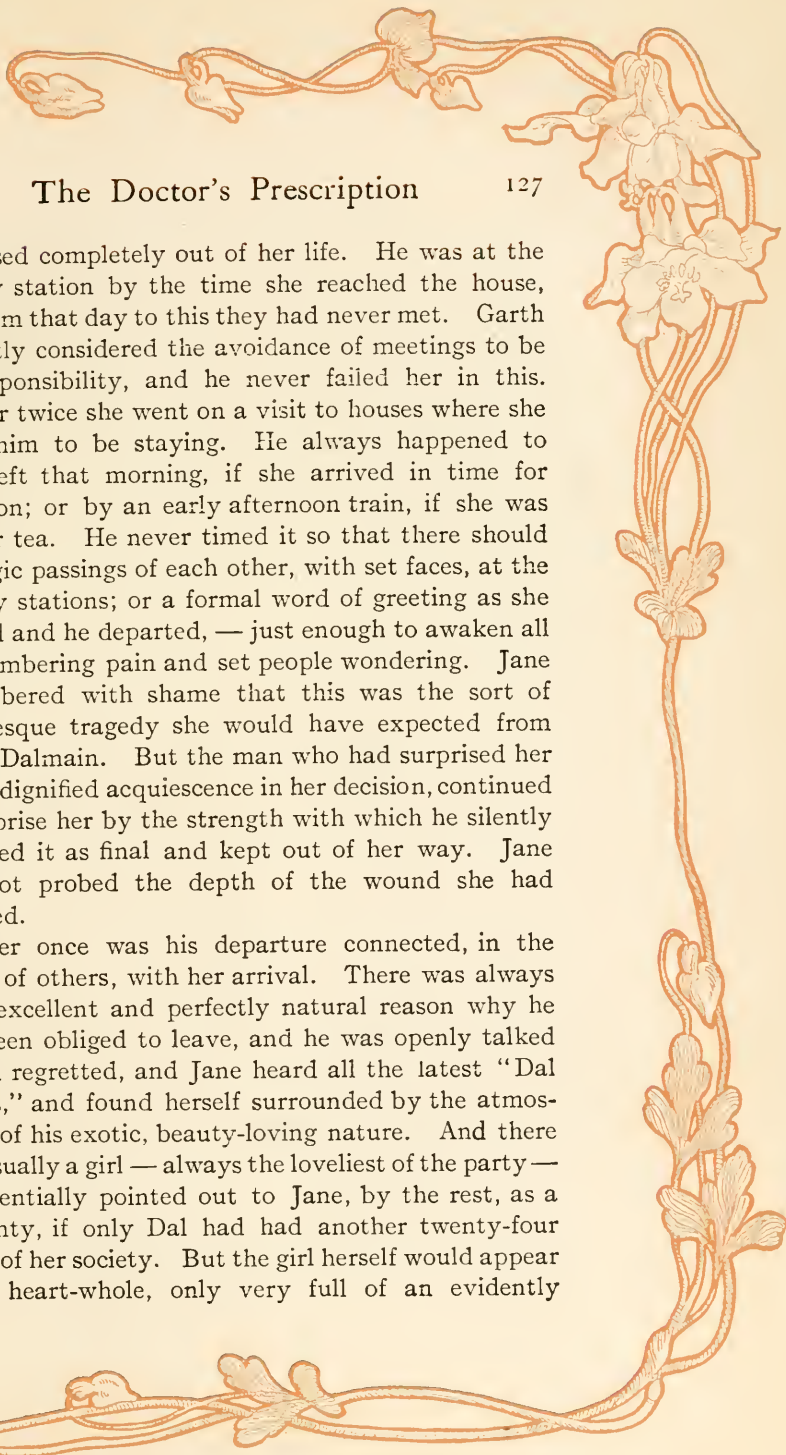 The Doctor's Prescription 127
sed completely out of her life. He was at the
station by the time she reached the house,
m that day to this they had never met. Garth
tly considered the avoidance of meetings to be
ponsibility, and he never failed her in this.
r twice she went on a visit to houses where she
him to be staying. He always happened to
eft that morning, if she arrived in time for
on; or by an early afternoon train, if she was
r tea. He never timed it so that there should
gic passings of each other, with set faces, at the
y stations; or a formal word of greeting as she
l and he departed, — just enough to awaken all
mbering pain and set people wondering. Jane
bered with shame that this was the sort of
esque tragedy she would have expected from
Dalmain. But the man who had surprised her
dignified acquiescence in her decision, continued
prise her by the strength with which he silently
ed it as final and kept out of her way. Jane
ot probed the depth of the wound she had
ed.
er once was his departure connected, in the
of others, with her arrival. There was always
excellent and perfectly natural reason why he
een obliged to leave, and he was openly talked
regretted, and Jane heard all the latest "Dal
," and found herself surrounded by the atmos-
of his exotic, beauty-loving nature. And there
sually a girl — always the loveliest of the party —
entially pointed out to Jane, by the rest, as a
nty, if only Dal had had another twenty-four
of her society. But the girl herself would appear
heart-whole, only very full of an evidently